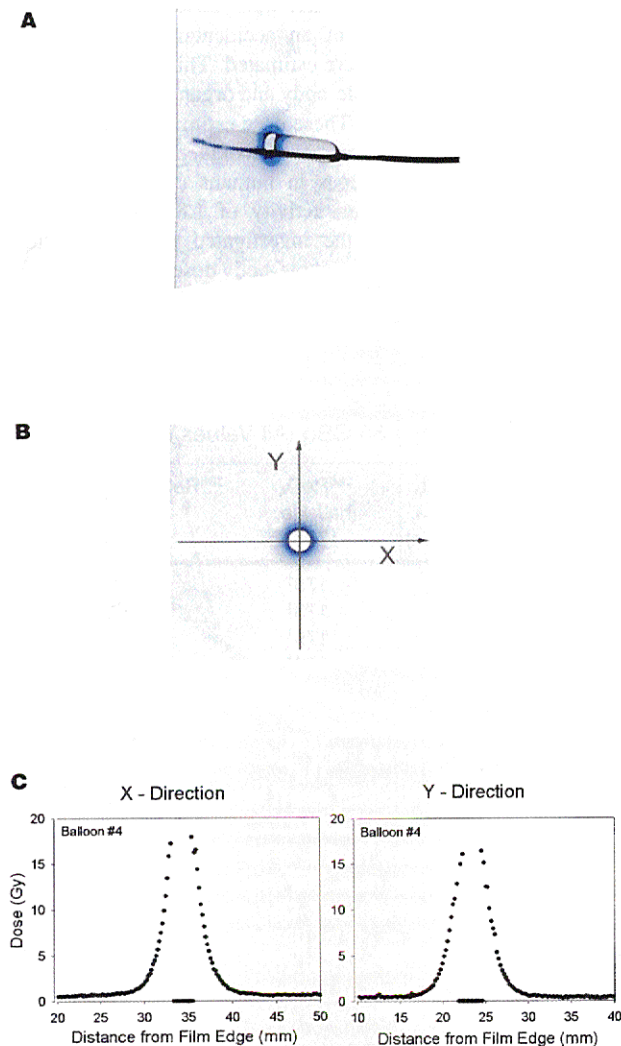 A
B
Y
X
C
X - Direction
Y - Direction
Balloon #4
Balloon #4
Dose (Gy)
20
15
10
5
0
20
15
10
5
0
20 25 30 35 40 45 50
10 15 20 25 30 35 40
Distance from Film Edge (mm)
Distance from Film Edge (mm)